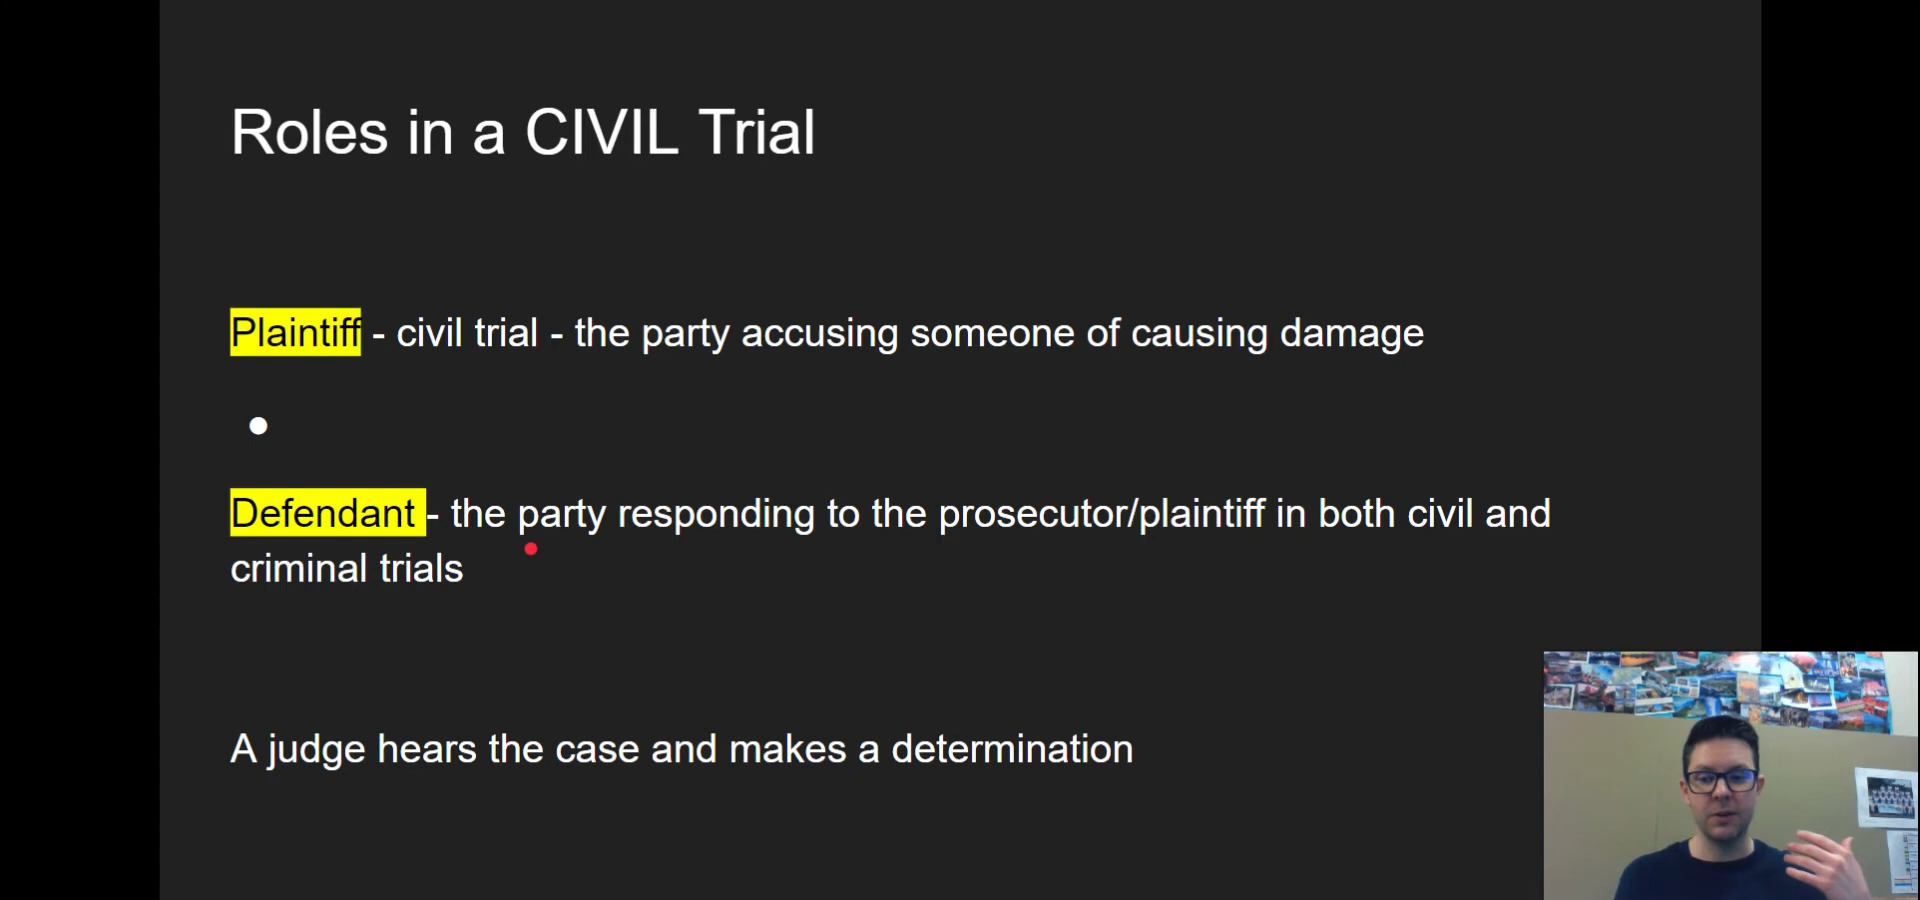 Roles in a CIVIL Trial
Plaintiff - civil trial - the party accusing someone of causing damage
●
Defendant - the party responding to the prosecutor/plaintiff in both civil and
criminal trials
A judge hears the case and makes a determination